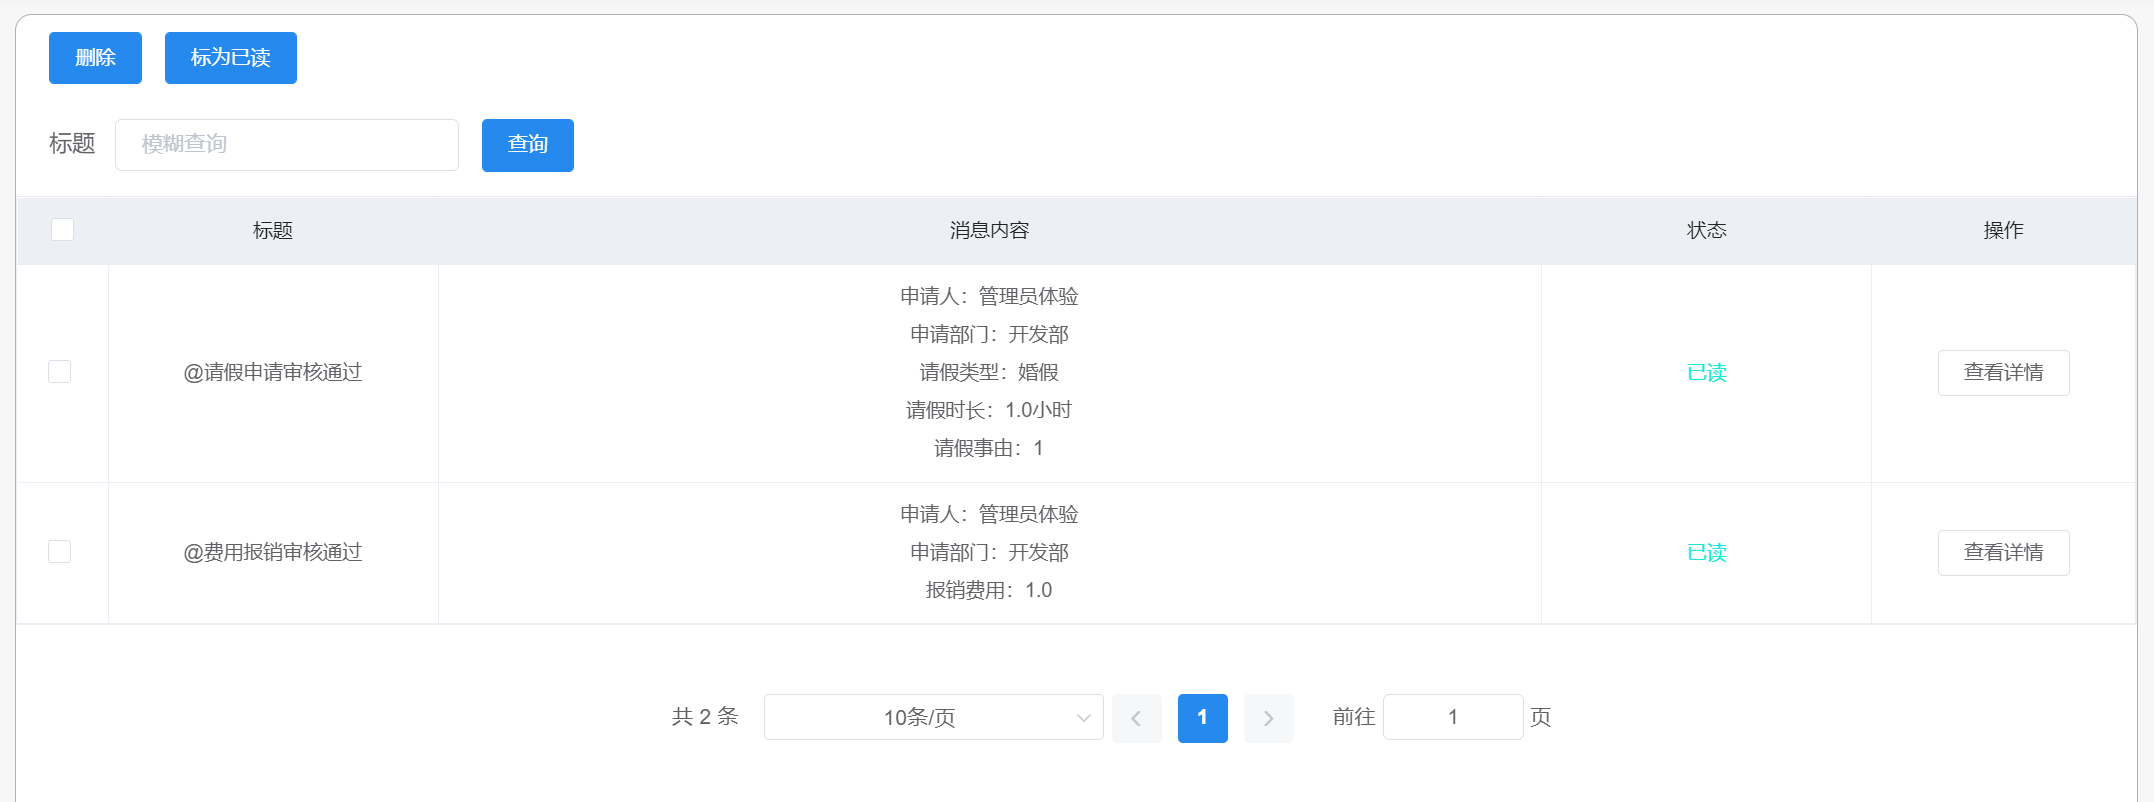 删除 标为已读
标题 模糊查询 查询
标题 消息内容 状态 操作
申请人：管理员体验
申请部门：开发部
@请假申请审核通过 请假类型：婚假 已读 查看详情
请假时长：1.0小时
请假事由：1
申请人：管理员体验
@费用报销审核通过 申请部门：开发部 已读 查看详情
报销费用：1.0
共 2 条 10条/页 1 前往 1 页